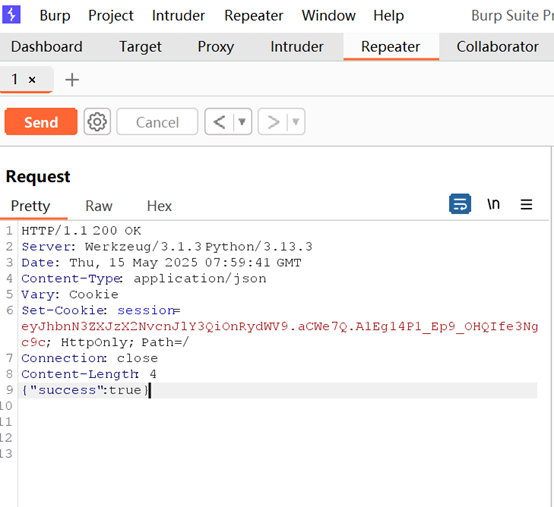 Burp Project Intruder Repeater Window Help Burp Suite Pr
Dashboard Target Proxy Intruder Repeater Collaborator
1 × +
Send Cancel < ▼ > ▼
Request
Pretty Raw Hex \n
1 HTTP/1.1 200 OK
2 Server: Werkzeug/3.1.3 Python/3.13.3
3 Date: Thu, 15 May 2025 07:59:41 GMT
4 Content-Type: application/json
5 Vary: Cookie
6 Set-Cookie: session=
eyJhbnN3ZXJzX2NvcnJlY3QiOnRydWV9.aCWe7Q.A1Eg14P1_Ep9_OHQIfe3Ng
c9c; HttpOnly; Path=/
7 Connection: close
8 Content-Length: 4
9 {"success":true}
10
11
12
13